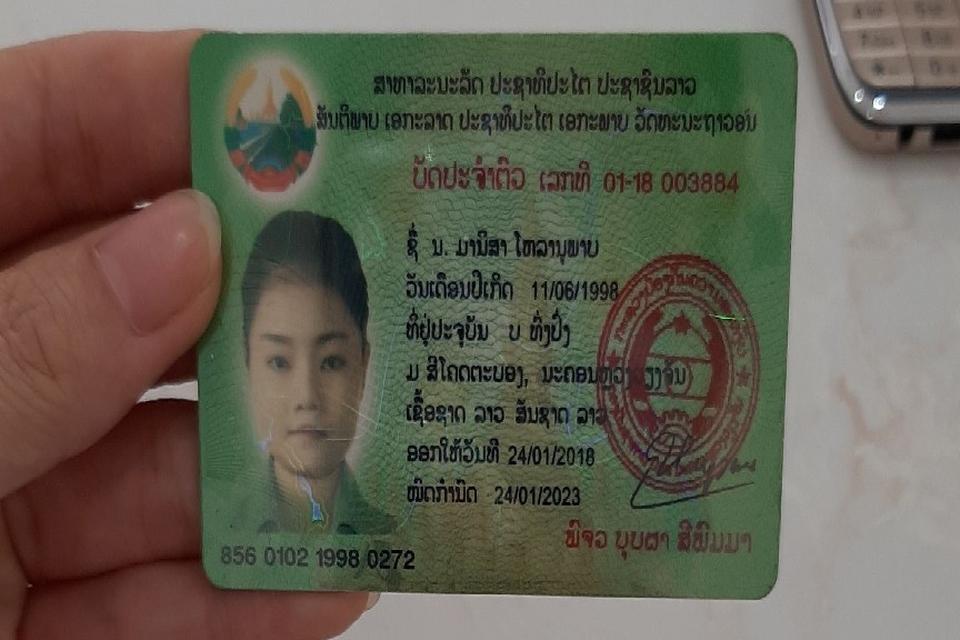 ສາທາລະນະລັດ ປະຊາທິປະໄຕ ປະຊາຊົນລາວ
ສັນຕິພາບ ເອກະລາດ ປະຊາທິປະໄຕ ເອກະພາບ ວັດທະນະຖາວອນ
ບັດປະຈຳຕົວ ເລກທີ 01-18 003884
ຊື່ ນ. ມານິສາ ໄຫລານຸພາບ
ວັນເດືອນປີເກີດ 11/06/1998
ທີ່ຢູ່ປະຈຸບັນ ບ ທົ່ງປົ່ງ
ມ ສີໂຄດຕະບອງ, ນະຄອນຫຼວງວຽງຈັນ
ເຊື້ອຊາດ ລາວ ສັນຊາດ ລາວ
ອອກໃຫ້ວັນທີ 24/01/2018
ໝົດກຳນົດ 24/01/2023
ພົຈວ ບຸບຜາ ສີພົມມາ
856 0102 1998 0272